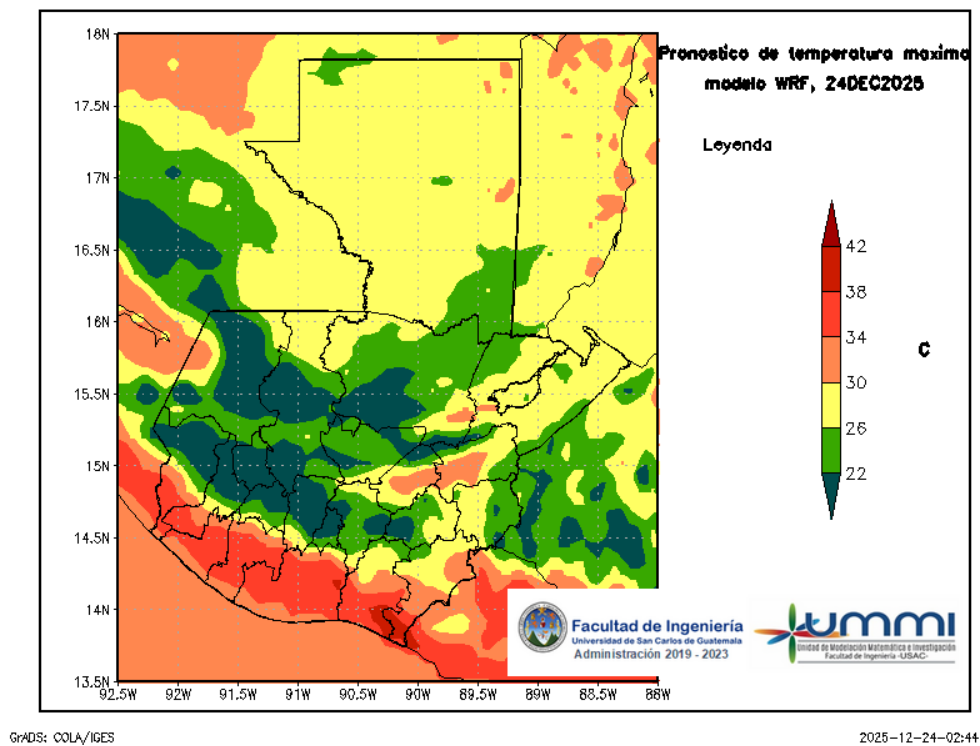 Pronostico de temperatura maxima
modelo WRF, 24DEC2025
Leyenda
42
38
34
30
26
22
C
18N
17.5N
17N
16.5N
16N
15.5N
15N
14.5N
14N
13.5N
92.5W
92W
91.5W
91W
90.5W
90W
89.5W
89W
88.5W
88W
Facultad de Ingeniería
Universidad de San Carlos de Guatemala
Administración 2019 - 2023
ummi
Unidad de Modelación Matemática e Investigación
Facultad de Ingeniería -USAC-
GrADS: COLA/IGES
2025-12-24-02:44